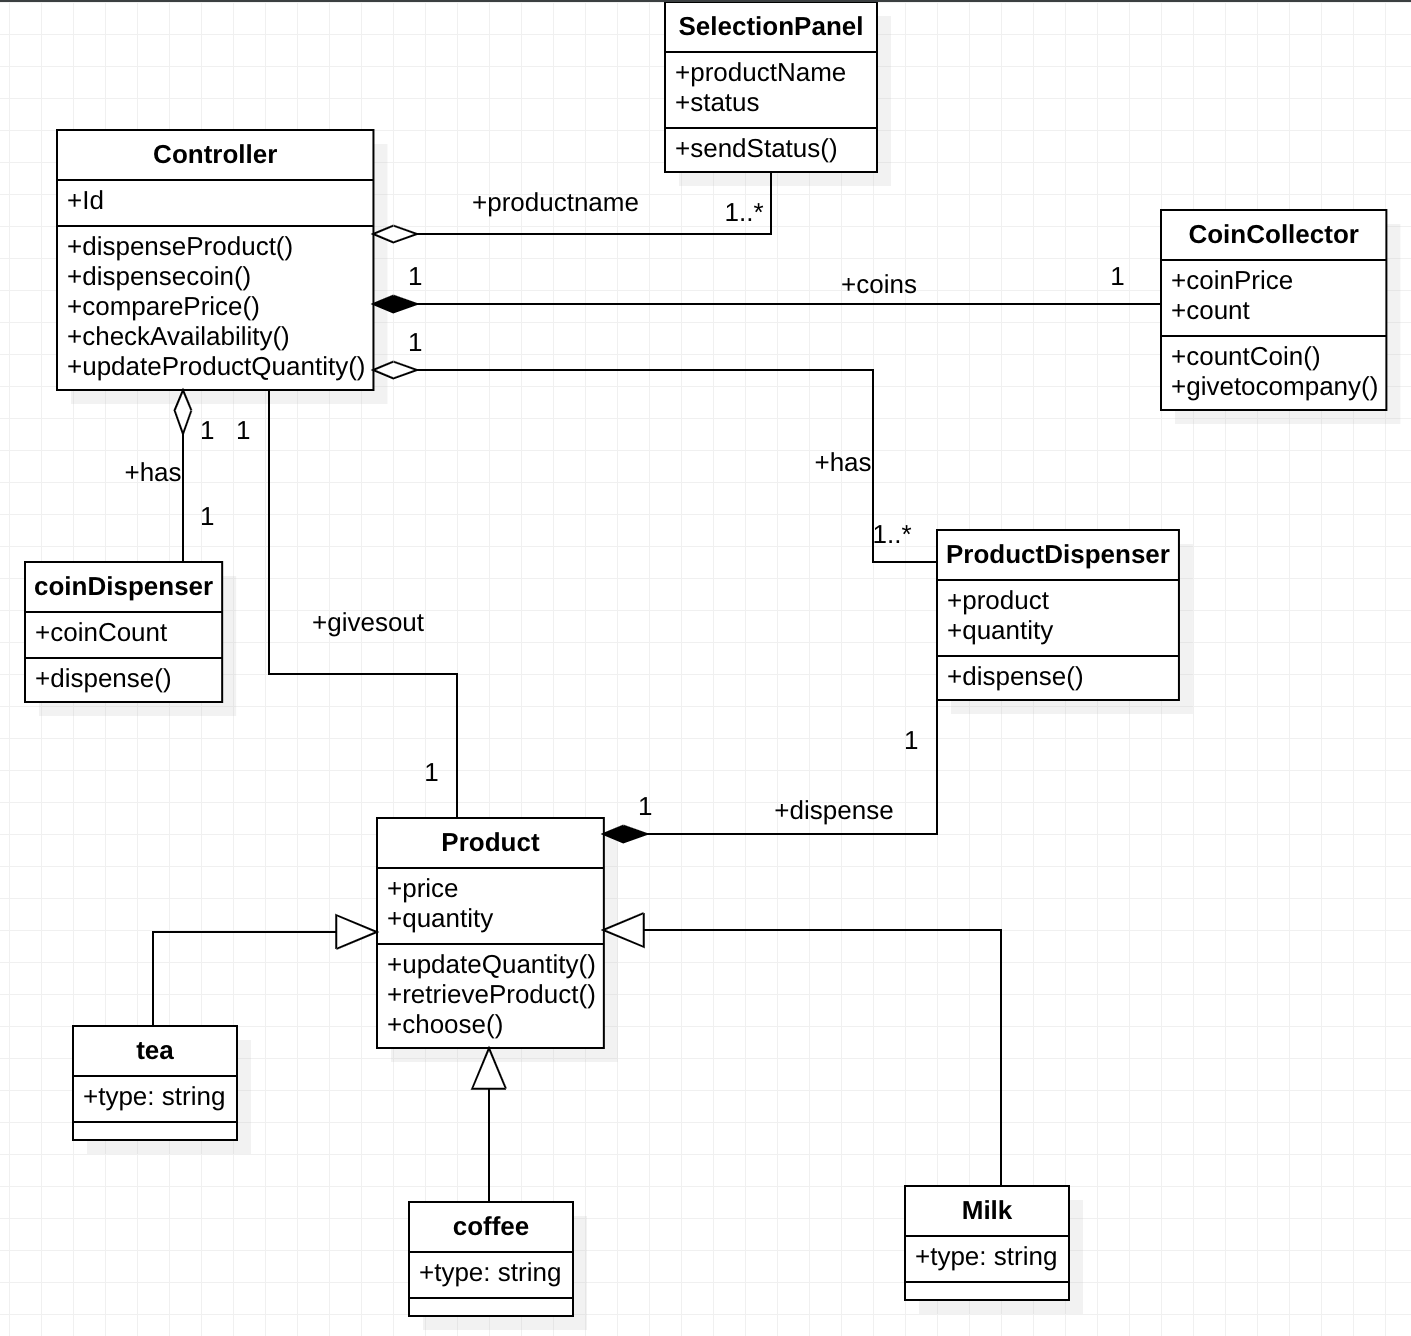 SelectionPanel
+productName
+status
+sendStatus()
Controller
+Id
+dispenseProduct()
+dispensecoin()
+comparePrice()
+checkAvailability()
+updateProductQuantity()
+productname
1..*
CoinCollector
+coinPrice
+count
+countCoin()
+givetocompany()
1
+coins
1
1
+has
1..*
1
1
+has
1
coinDispenser
+coinCount
+dispense()
+givesout
1
ProductDispenser
+product
+quantity
+dispense()
1
1
+dispense
Product
+price
+quantity
+updateQuantity()
+retrieveProduct()
+choose()
tea
+type: string
coffee
+type: string
Milk
+type: string